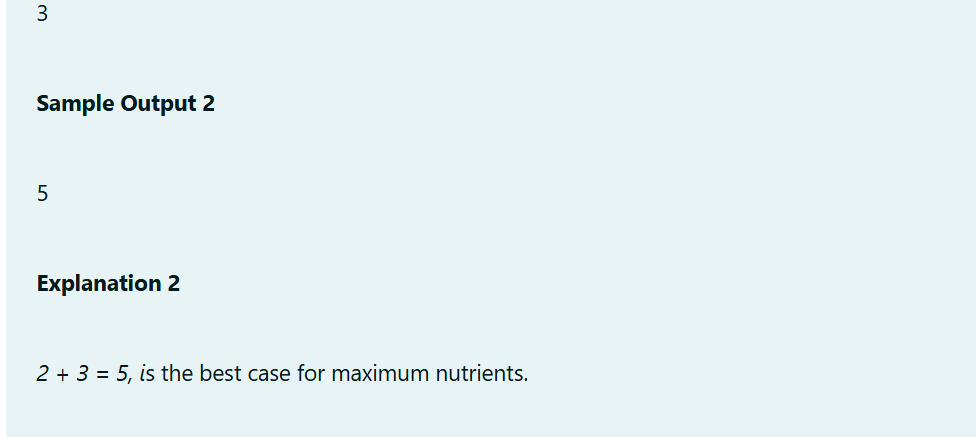 3
Sample Output 2
5
Explanation 2
2 + 3 = 5, is the best case for maximum nutrients.